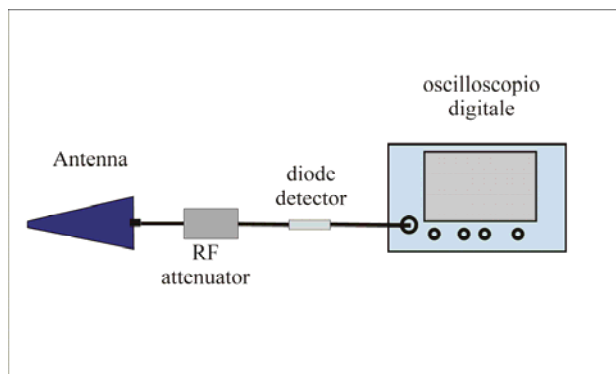 oscilloscopio
digitale
Antenna
diode
detector
RF
attenuator